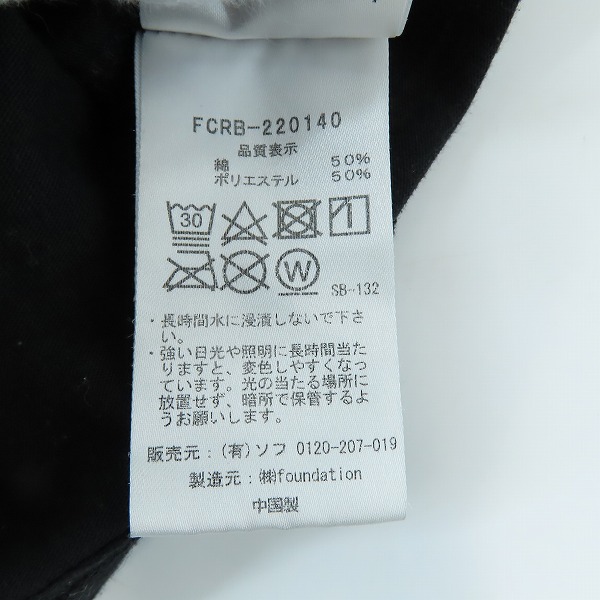 FCRB-220140
品質表示
綿 50%
ポリエステル 50%
30
W
SB-132
・長時間水に浸漬しないで下さ
い。
・強い日光や照明に長時間当た
りますと、変色しやすくなっ
ています。光の当たる場所に
放置せず、暗所で保管するよ
うお願いします。
販売元：(有)ソフ 0120-207-019
製造元：㈱foundation
中国製